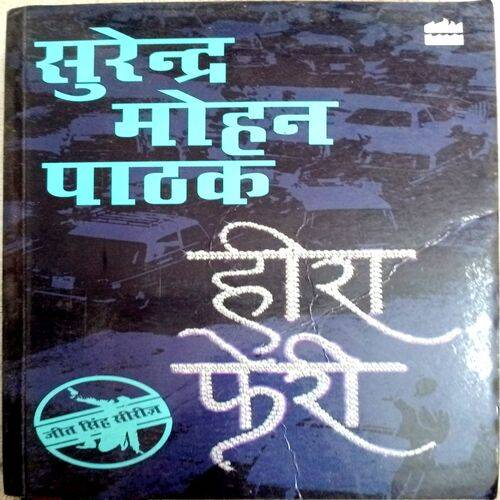 सुरेन्द्र
मोहन
पाठक
हीरा
फेरी
जीत सिंह सीरीज़